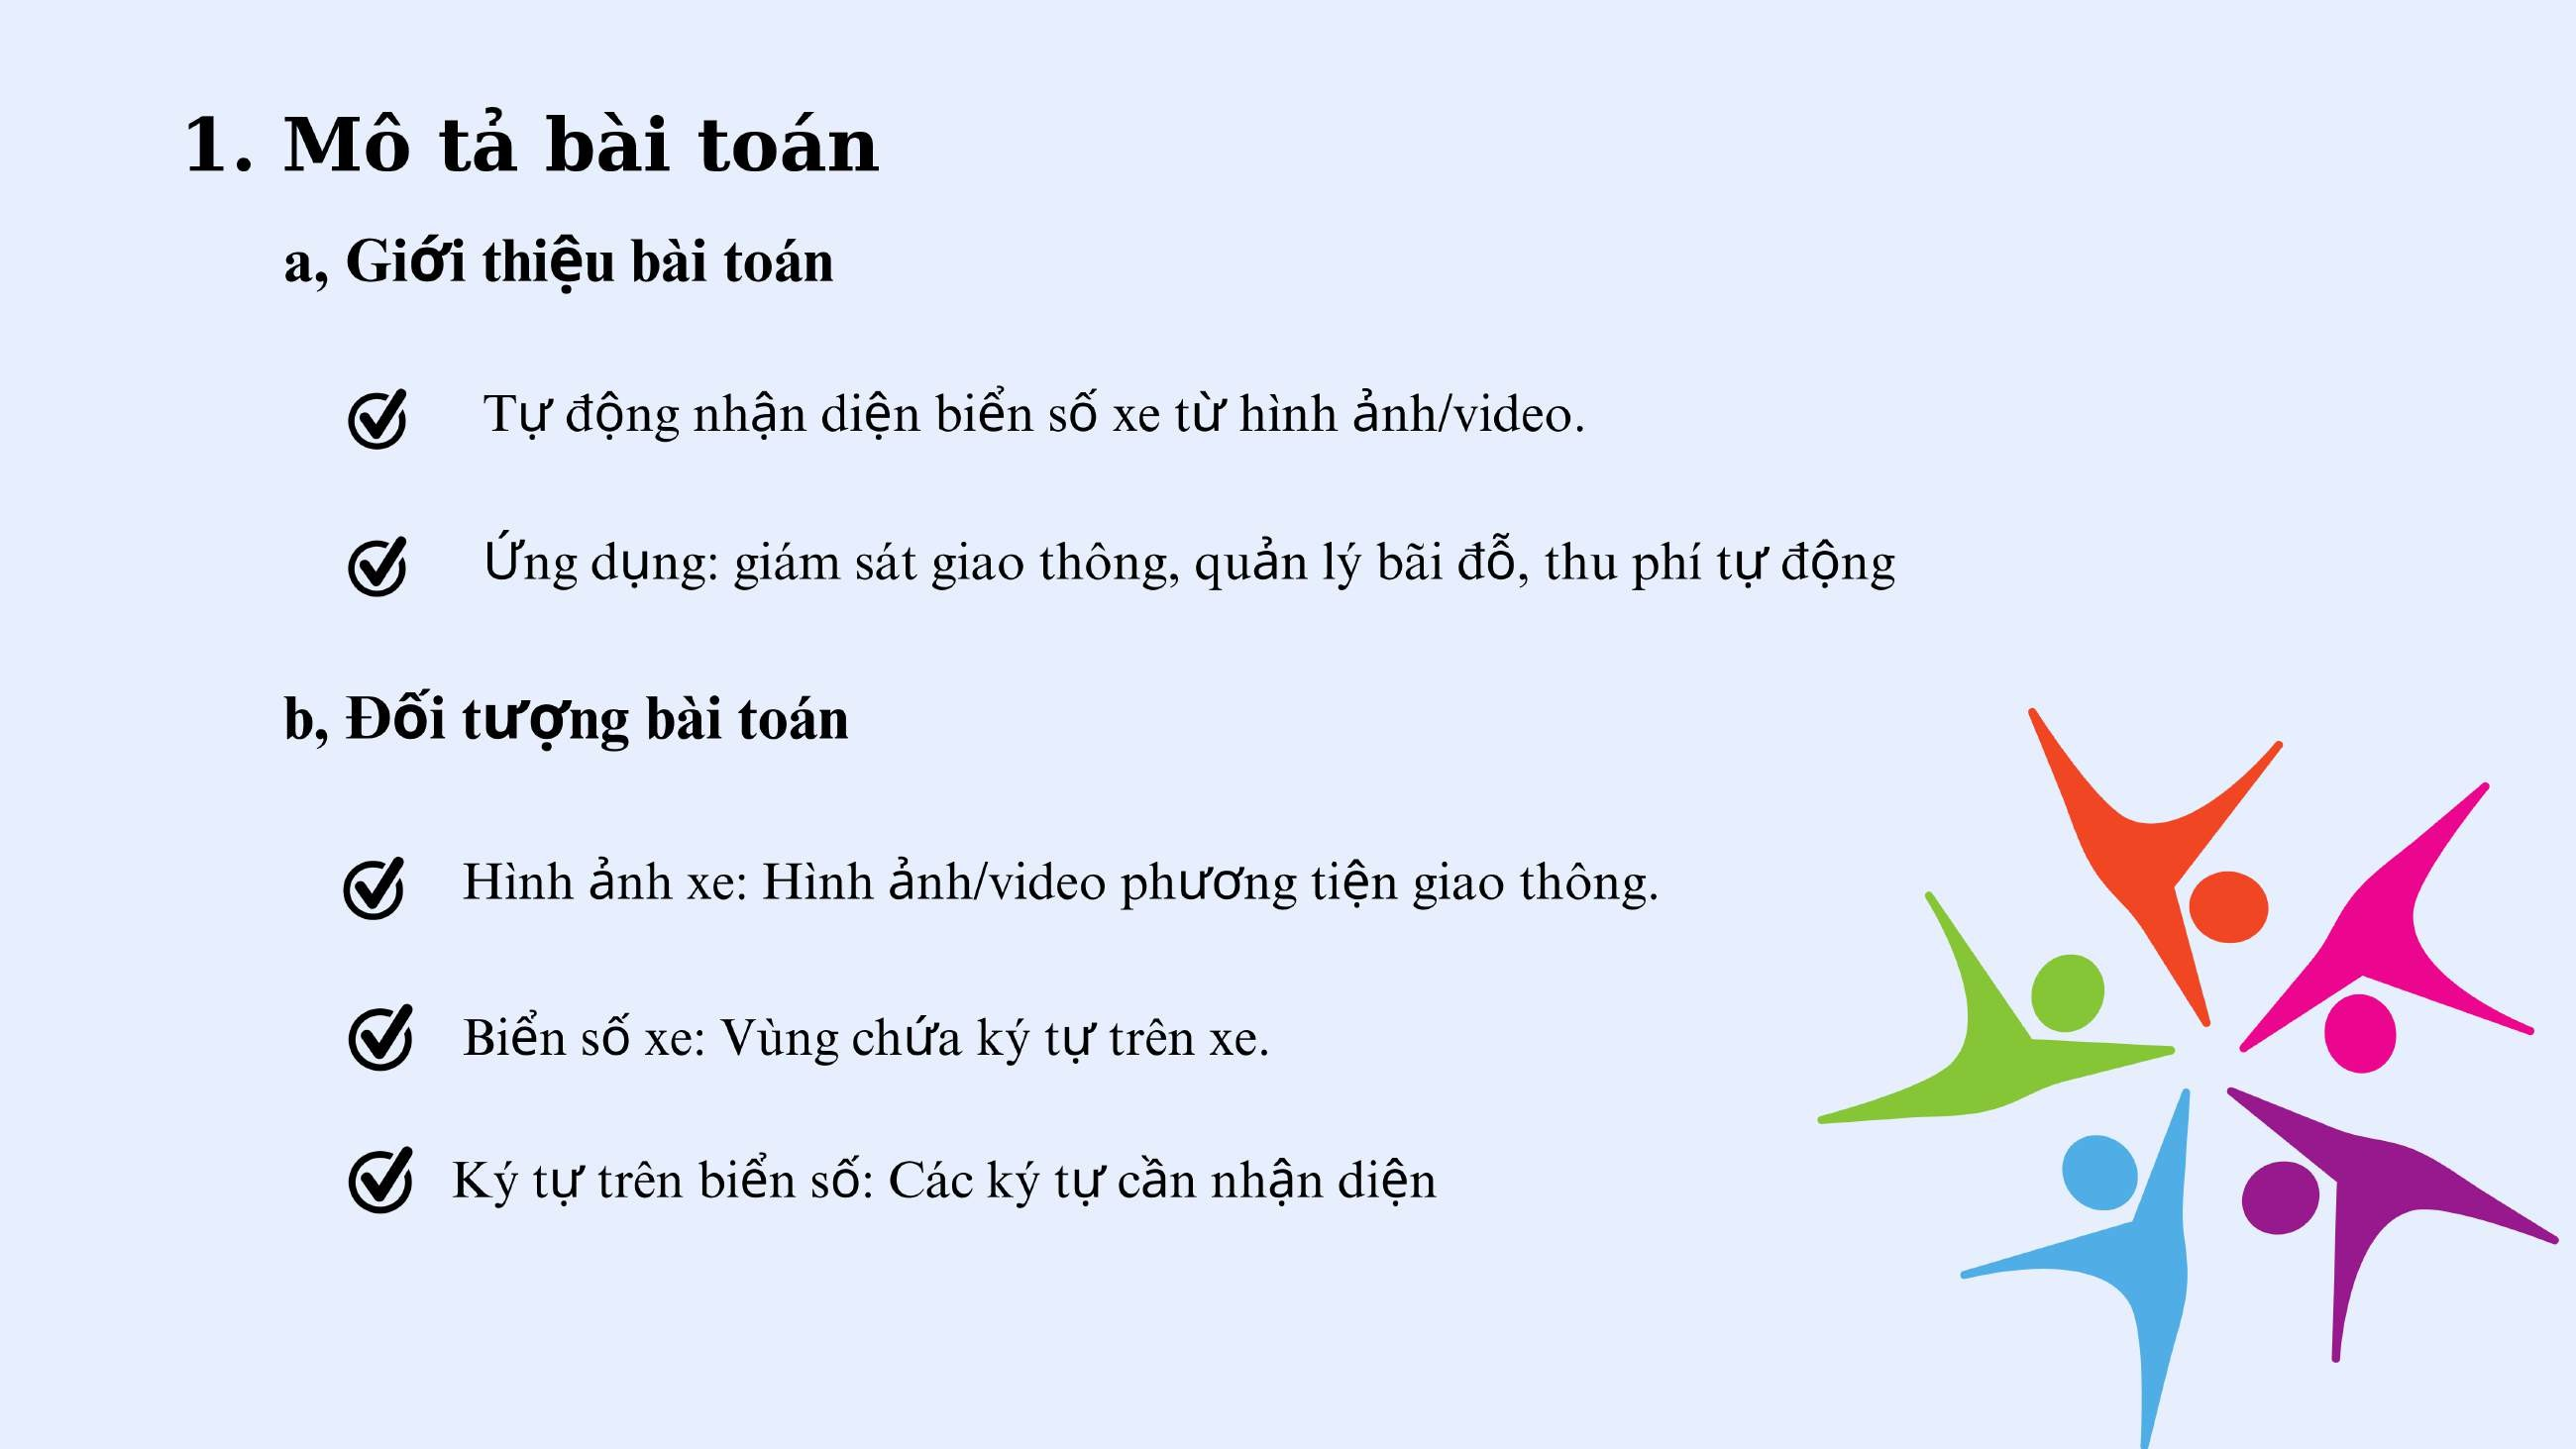 1. Mô tả bài toán
a, Giới thiệu bài toán
Tự động nhận diện biển số xe từ hình ảnh/video.
Ứng dụng: giám sát giao thông, quản lý bãi đỗ, thu phí tự động
b, Đối tượng bài toán
Hình ảnh xe: Hình ảnh/video phương tiện giao thông.
Biển số xe: Vùng chứa ký tự trên xe.
Ký tự trên biển số: Các ký tự cần nhận diện